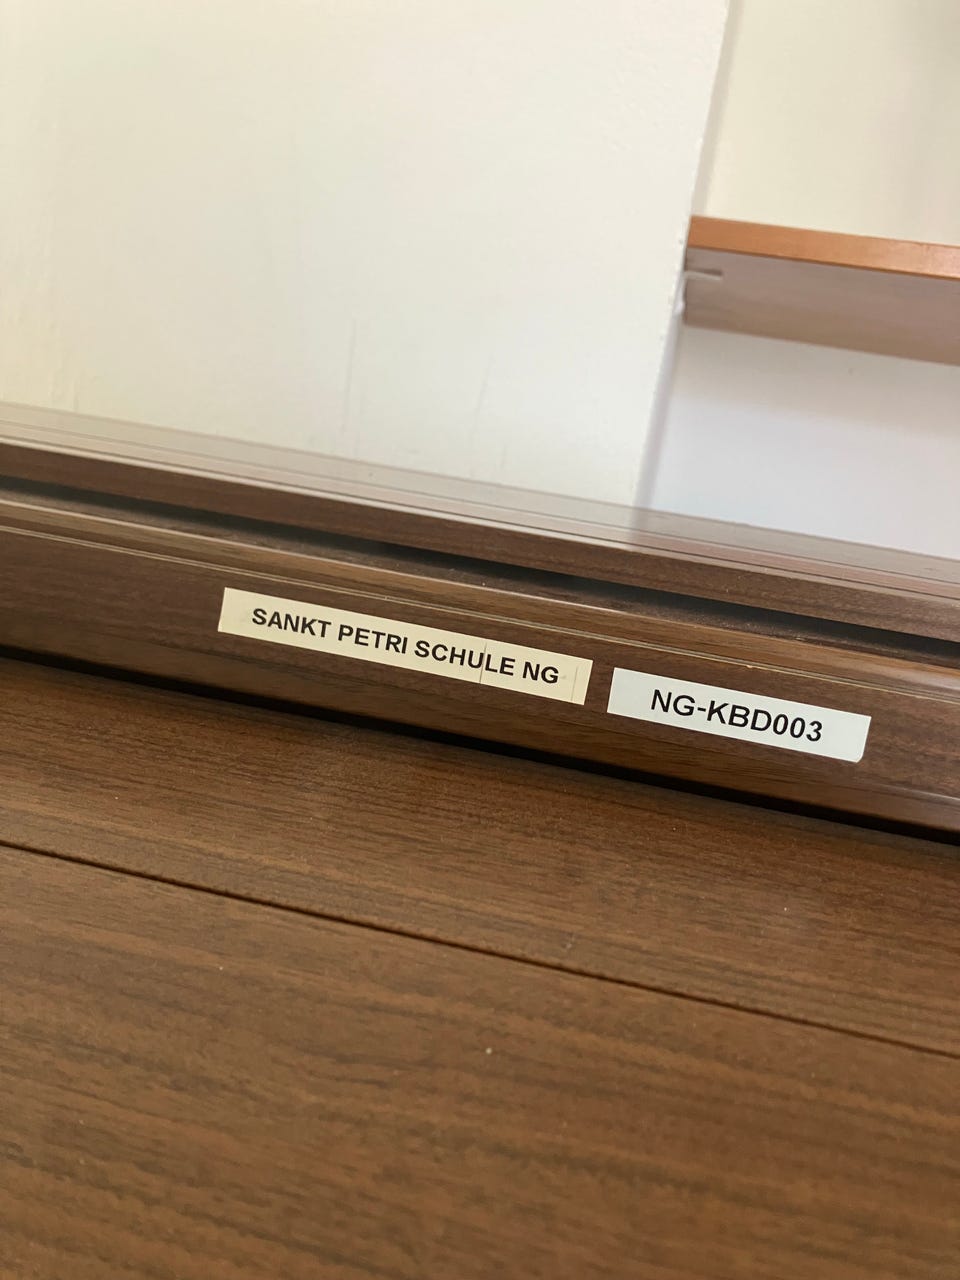 SANKT PETRI SCHULE NG
NG-KBD003